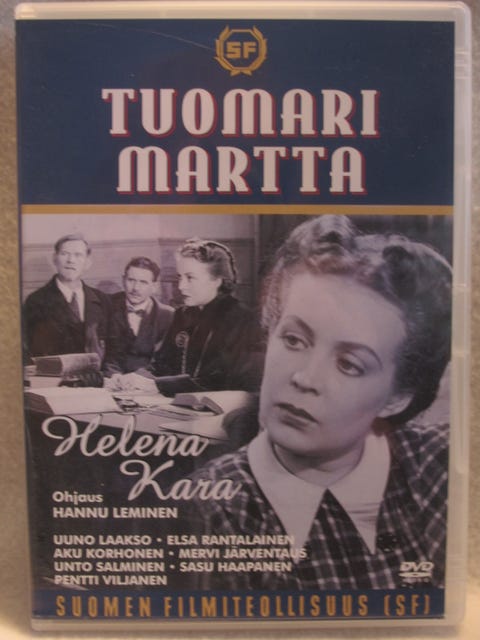 SF
TUOMARI
MARTTA
Helena
Kara
Ohjaus
HANNU LEMINEN
UUNO LAAKSO · ELSA RANTALAINEN
AKU KORHONEN · MERVI JÄRVENTAUS
UNTO SALMINEN · SASU HAAPANEN
PENTTI VILJANEN
DVD
SUOMEN FILMITEOLLISUUS (SF)